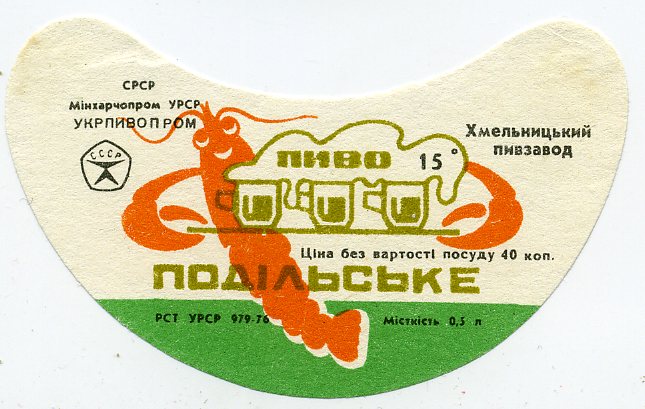 СРСР
Мінхарчопром УРСР
УКРПИВОПРОМ
СССР
Хмельницький
пивзавод
ПИВО 15°
Ціна без вартості посуду 40 коп.
ПОДІЛЬСЬКЕ
РСТ УРСР 979-76
Місткість 0,5 л